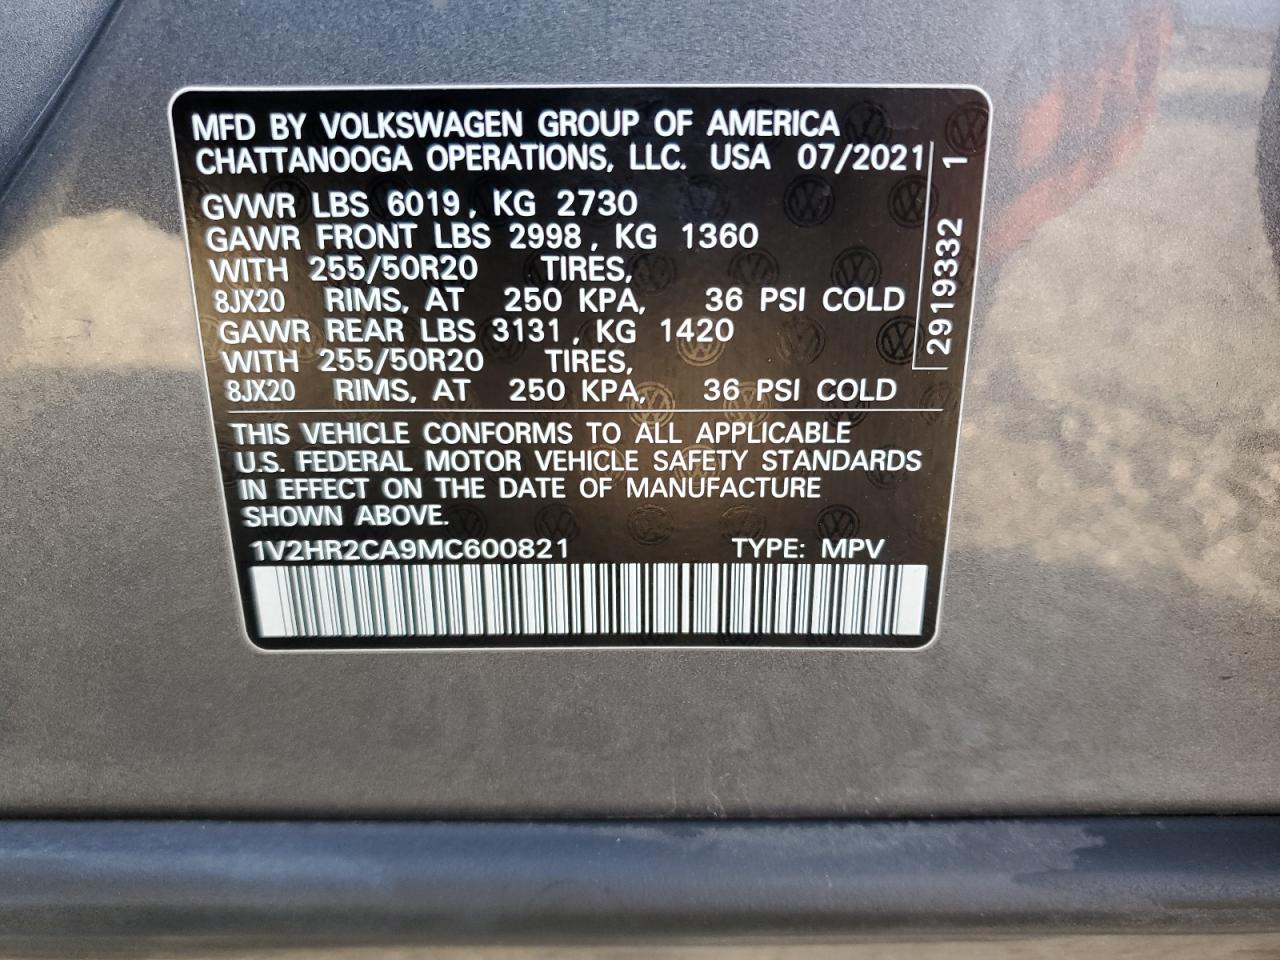 MFD BY VOLKSWAGEN GROUP OF AMERICA
CHATTANOOGA OPERATIONS, LLC. USA 07/2021
GVWR LBS 6019, KG 2730
GAWR FRONT LBS 2998, KG 1360
WITH 255/50R20 TIRES,
8JX20 RIMS, AT 250 KPA, 36 PSI COLD
GAWR REAR LBS 3131, KG 1420
WITH 255/50R20 TIRES,
8JX20 RIMS, AT 250 KPA, 36 PSI COLD
THIS VEHICLE CONFORMS TO ALL APPLICABLE
U.S. FEDERAL MOTOR VEHICLE SAFETY STANDARDS
IN EFFECT ON THE DATE OF MANUFACTURE
SHOWN ABOVE.
1V2HR2CA9MC600821 TYPE: MPV
2919332 1